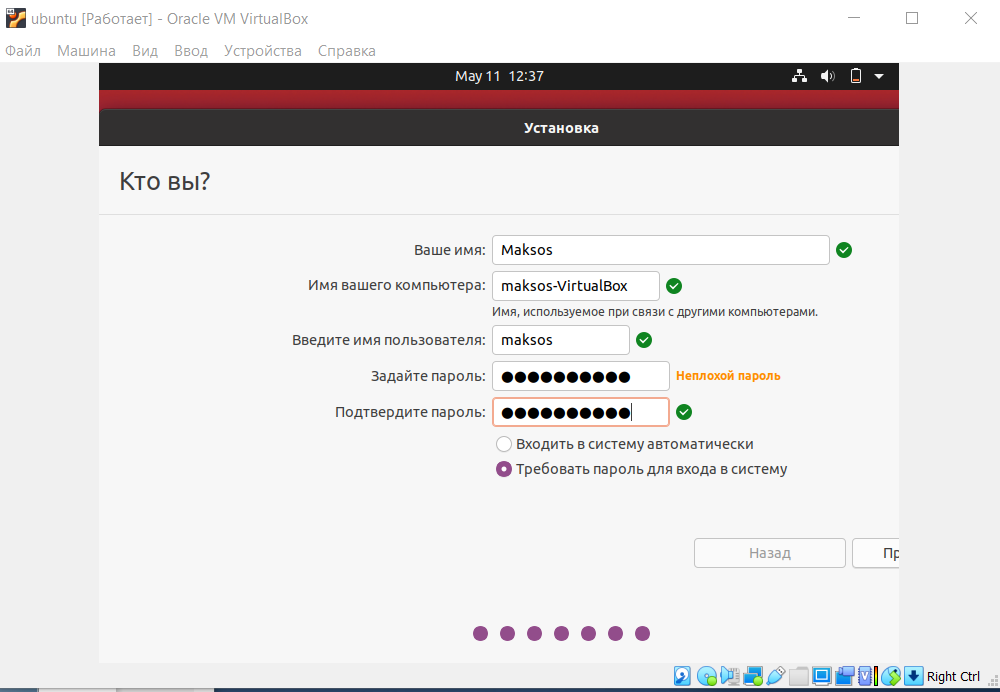 ubuntu [Работает] - Oracle VM VirtualBox
Файл Машина Вид Ввод Устройства Справка
May 11 12:37
Установка
Кто вы?
Ваше имя: Maksos
Имя вашего компьютера: maksos-VirtualBox
Имя, используемое при связи с другими компьютерами.
Введите имя пользователя: maksos
Задайте пароль: ●●●●●●●●●● Неплохой пароль
Подтвердите пароль: ●●●●●●●●●●
Входить в систему автоматически
Требовать пароль для входа в систему
Назад Пр
Right Ctrl